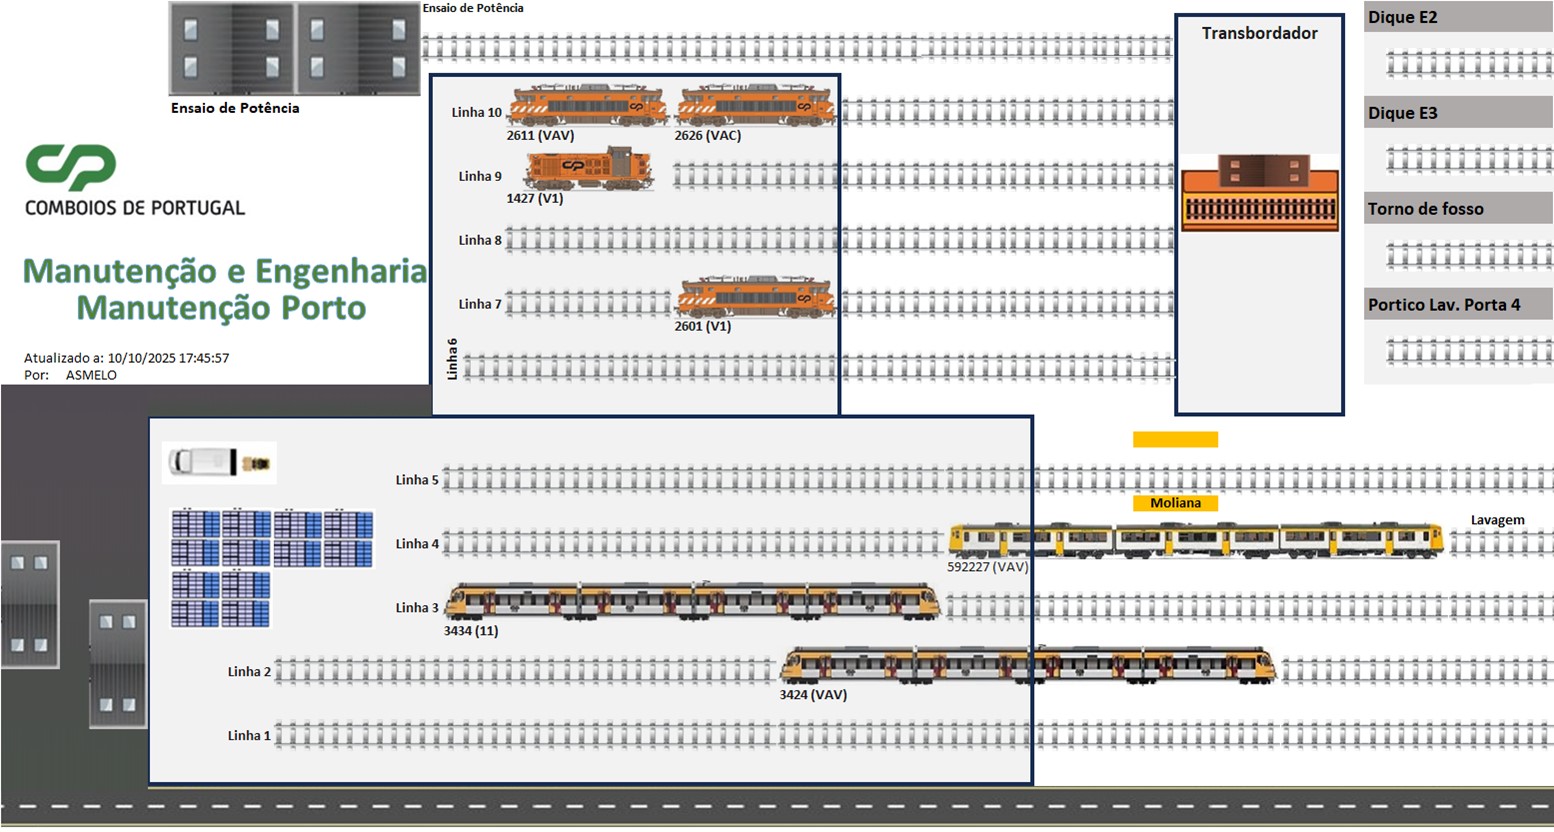 Ensaio de Potência
Ensaio de Potência
Transbordador
Dique E2
Dique E3
Torno de fosso
Portico Lav. Porta 4
CP
COMBOIOS DE PORTUGAL
Manutenção e Engenharia
Manutenção Porto
Atualizado a: 10/10/2025 17:45:57
Por: ASMELO
Linha 10
2611 (VAV)
2626 (VAC)
Linha 9
1427 (V1)
Linha 8
Linha 7
2601 (V1)
Linha6
Linha 5
Moliana
Linha 4
592227 (VAV)
Lavagem
Linha 3
3434 (11)
Linha 2
3424 (VAV)
Linha 1